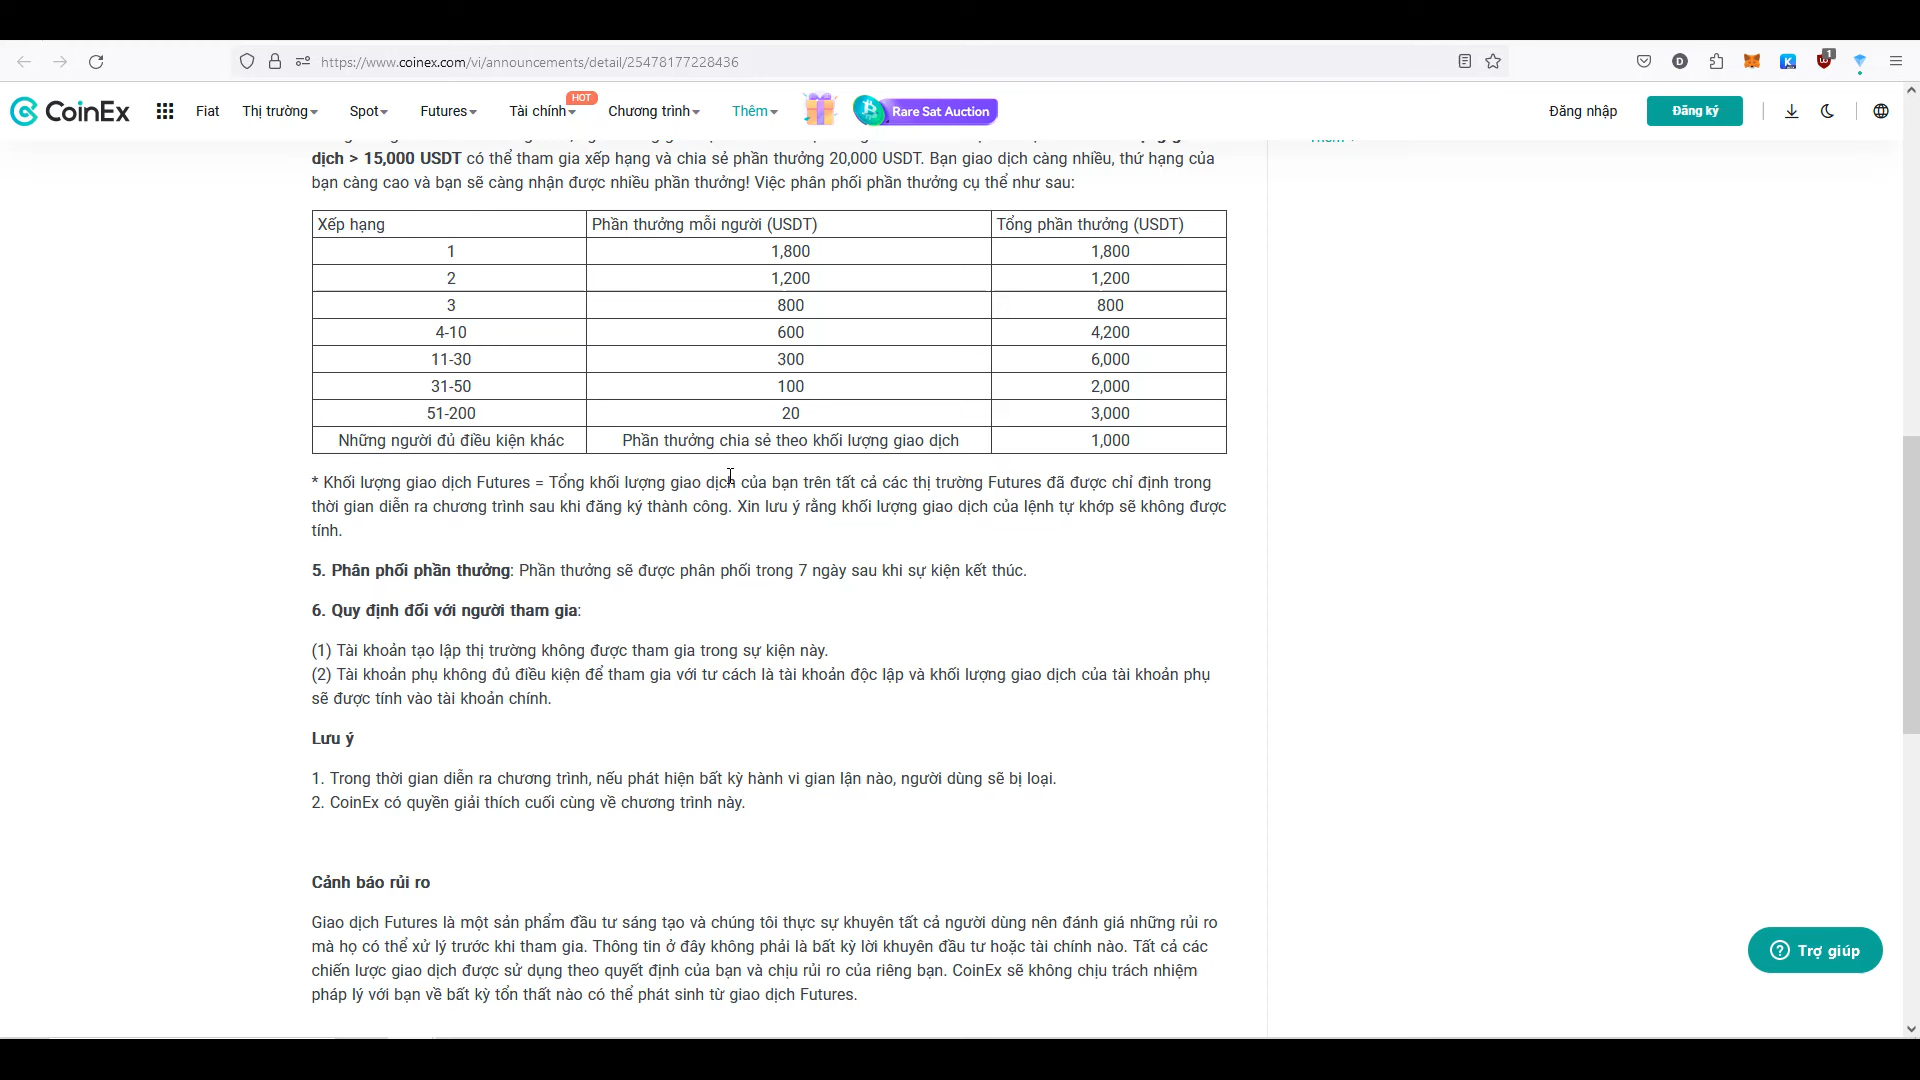 https://www.coinex.com/vi/announcements/detail/25478177228436
1
CoinEx Fiat Thị trường Spot Futures Tài chính HOT Chương trình Thêm Rare Sat Auction Đăng nhập Đăng ký
dịch > 15,000 USDT có thể tham gia xếp hạng và chia sẻ phần thưởng 20,000 USDT. Bạn giao dịch càng nhiều, thứ hạng của
bạn càng cao và bạn sẽ càng nhận được nhiều phần thưởng! Việc phân phối phần thưởng cụ thể như sau:
Xếp hạng Phần thưởng mỗi người (USDT) Tổng phần thưởng (USDT)
1 1,800 1,800
2 1,200 1,200
3 800 800
4-10 600 4,200
11-30 300 6,000
31-50 100 2,000
51-200 20 3,000
Những người đủ điều kiện khác Phần thưởng chia sẻ theo khối lượng giao dịch 1,000
* Khối lượng giao dịch Futures = Tổng khối lượng giao dịch của bạn trên tất cả các thị trường Futures đã được chỉ định trong
thời gian diễn ra chương trình sau khi đăng ký thành công. Xin lưu ý rằng khối lượng giao dịch của lệnh tự khớp sẽ không được
tính.
5. Phân phối phần thưởng: Phần thưởng sẽ được phân phối trong 7 ngày sau khi sự kiện kết thúc.
6. Quy định đối với người tham gia:
(1) Tài khoản tạo lập thị trường không được tham gia trong sự kiện này.
(2) Tài khoản phụ không đủ điều kiện để tham gia với tư cách là tài khoản độc lập và khối lượng giao dịch của tài khoản phụ
sẽ được tính vào tài khoản chính.
Lưu ý
1. Trong thời gian diễn ra chương trình, nếu phát hiện bất kỳ hành vi gian lận nào, người dùng sẽ bị loại.
2. CoinEx có quyền giải thích cuối cùng về chương trình này.
Cảnh báo rủi ro
Giao dịch Futures là một sản phẩm đầu tư sáng tạo và chúng tôi thực sự khuyên tất cả người dùng nên đánh giá những rủi ro
mà họ có thể xử lý trước khi tham gia. Thông tin ở đây không phải là bất kỳ lời khuyên đầu tư hoặc tài chính nào. Tất cả các
chiến lược giao dịch được sử dụng theo quyết định của bạn và chịu rủi ro của riêng bạn. CoinEx sẽ không chịu trách nhiệm
pháp lý với bạn về bất kỳ tổn thất nào có thể phát sinh từ giao dịch Futures.
Trợ giúp